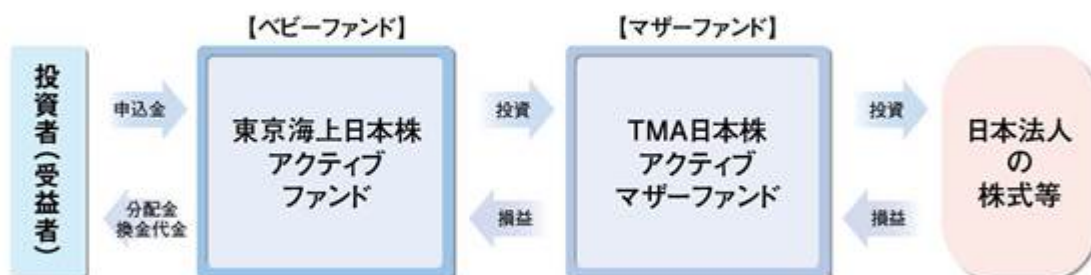 【ベビーファンド】
【マザーファンド】
投資者(受益者)
申込金
分配金
換金代金
東京海上日本株
アクティブ
ファンド
投資
損益
TMA日本株
アクティブ
マザーファンド
投資
損益
日本法人
の
株式等